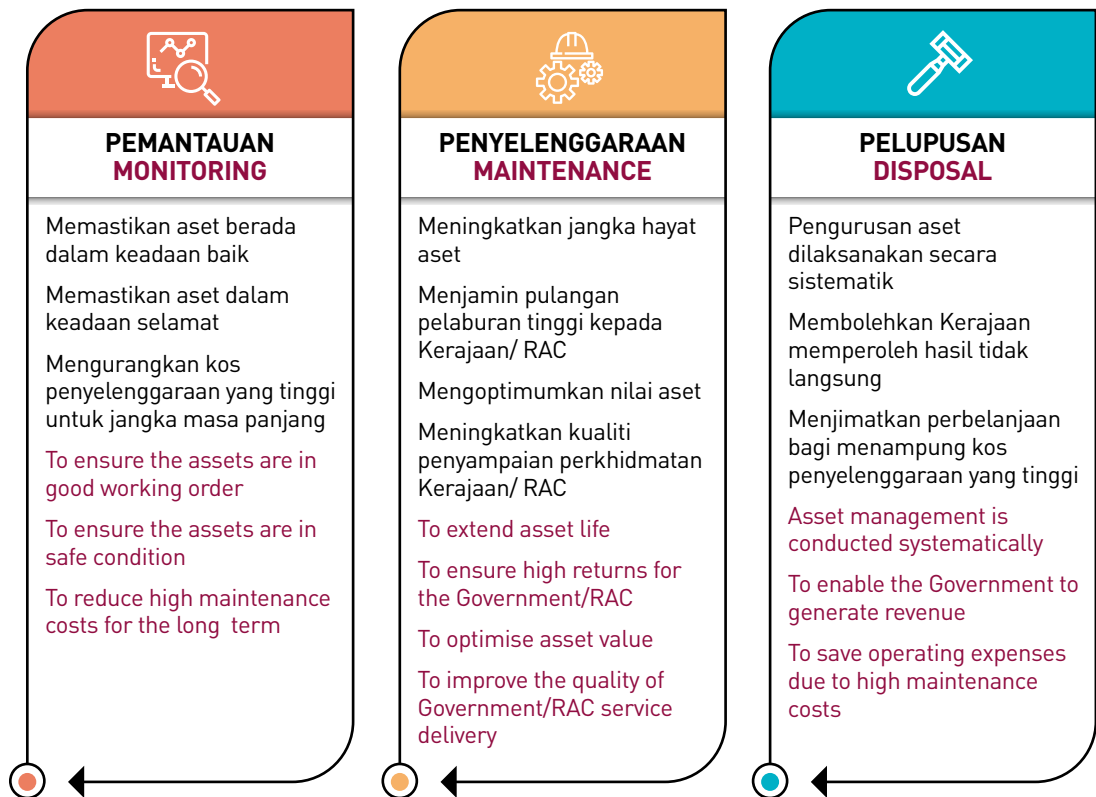 PEMANTAUAN
MONITORING
Memastikan aset berada
dalam keadaan baik
Memastikan aset dalam
keadaan selamat
Mengurangkan kos
penyelenggaraan yang tinggi
untuk jangka masa panjang
To ensure the assets are in
good working order
To ensure the assets are in
safe condition
To reduce high maintenance
costs for the long term
PENYELENGGARAAN
MAINTENANCE
Meningkatkan jangka hayat
aset
Menjamin pulangan
pelaburan tinggi kepada
Kerajaan/ RAC
Mengoptimumkan nilai aset
Meningkatkan kualiti
penyampaian perkhidmatan
Kerajaan/ RAC
To extend asset life
To ensure high returns for
the Government/RAC
To optimise asset value
To improve the quality of
Government/RAC service
delivery
PELUPUSAN
DISPOSAL
Pengurusan aset
dilaksanakan secara
sistematik
Membolehkan Kerajaan
memperoleh hasil tidak
langsung
Menjimatkan perbelanjaan
bagi menampung kos
penyelenggaraan yang tinggi
Asset management is
conducted systematically
To enable the Government to
generate revenue
To save operating expenses
due to high maintenance
costs